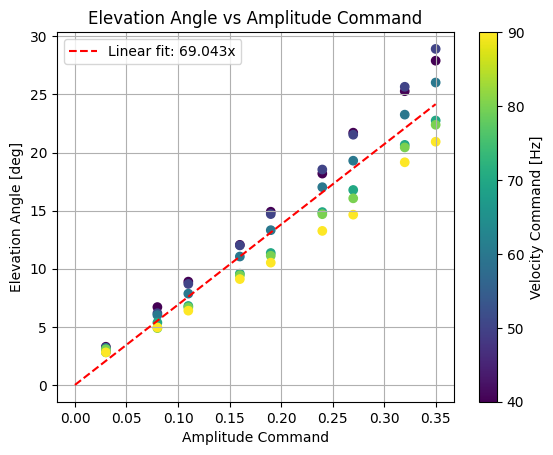 Elevation Angle vs Amplitude Command
Linear fit: 69.043x
Elevation Angle [deg]
30
25
20
15
10
5
0
0.00 0.05 0.10 0.15 0.20 0.25 0.30 0.35
Amplitude Command
90
80
70
60
50
40
Velocity Command [Hz]